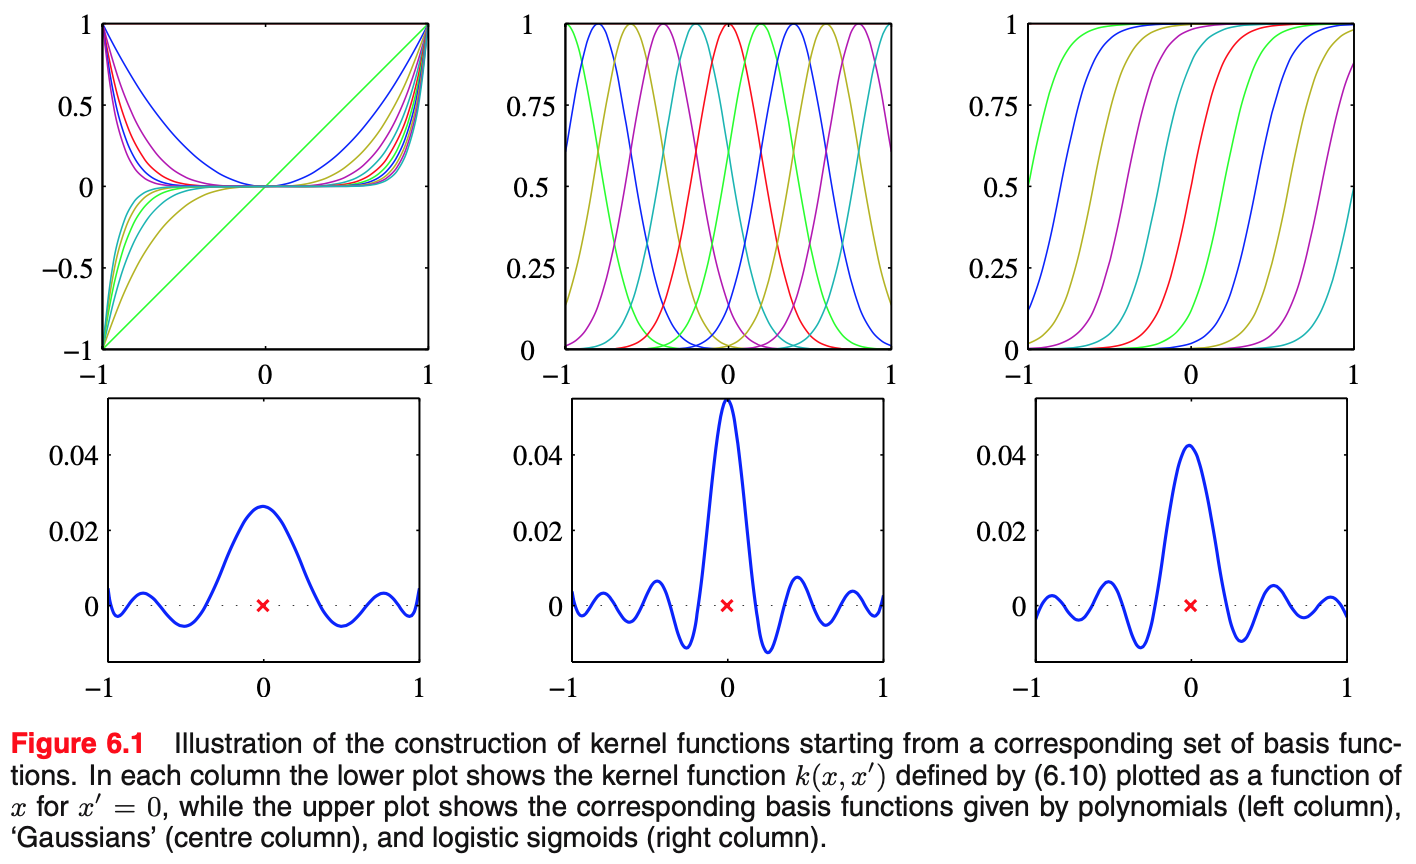 1
0.5
0
−0.5
−1
−1 0 1
1
0.75
0.5
0.25
0
−1 0 1
1
0.75
0.5
0.25
0
−1 0 1
0.04
0.02
0
−1 0 1
0.04
0.02
0
−1 0 1
0.04
0.02
0
−1 0 1
Figure 6.1 Illustration of the construction of kernel functions starting from a corresponding set of basis func-
tions. In each column the lower plot shows the kernel function k(x, x′) defined by (6.10) plotted as a function of
x for x′ = 0, while the upper plot shows the corresponding basis functions given by polynomials (left column),
‘Gaussians’ (centre column), and logistic sigmoids (right column).